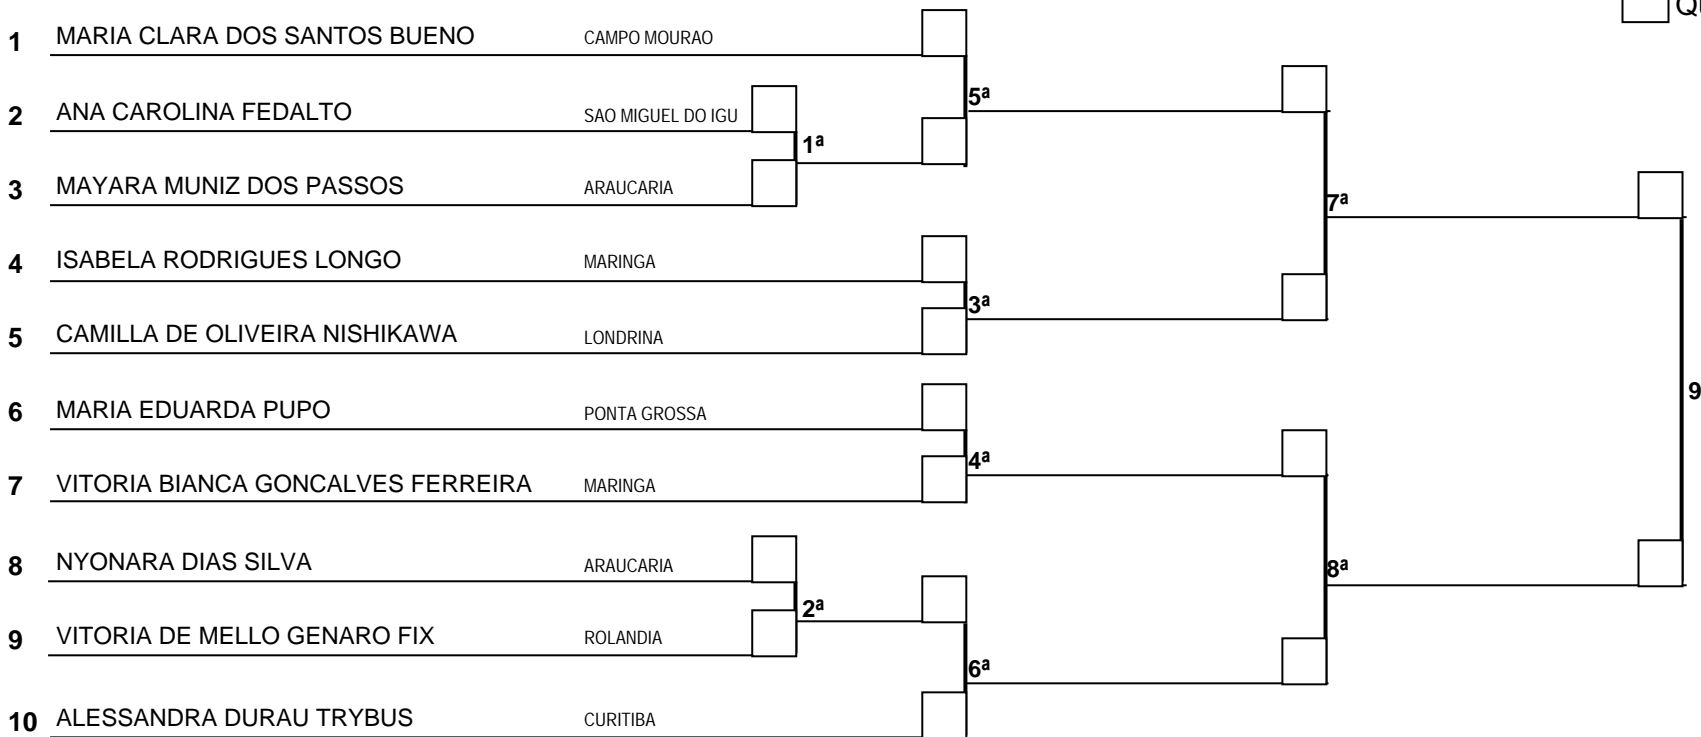 1 MARIA CLARA DOS SANTOS BUENO CAMPO MOURAO
2 ANA CAROLINA FEDALTO SAO MIGUEL DO IGU
3 MAYARA MUNIZ DOS PASSOS ARAUCARIA
4 ISABELA RODRIGUES LONGO MARINGA
5 CAMILLA DE OLIVEIRA NISHIKAWA LONDRINA
6 MARIA EDUARDA PUPO PONTA GROSSA
7 VITORIA BIANCA GONCALVES FERREIRA MARINGA
8 NYONARA DIAS SILVA ARAUCARIA
9 VITORIA DE MELLO GENARO FIX ROLANDIA
10 ALESSANDRA DURAU TRYBUS CURITIBA
1ª
2ª
5ª
3ª
4ª
6ª
7ª
8ª
9